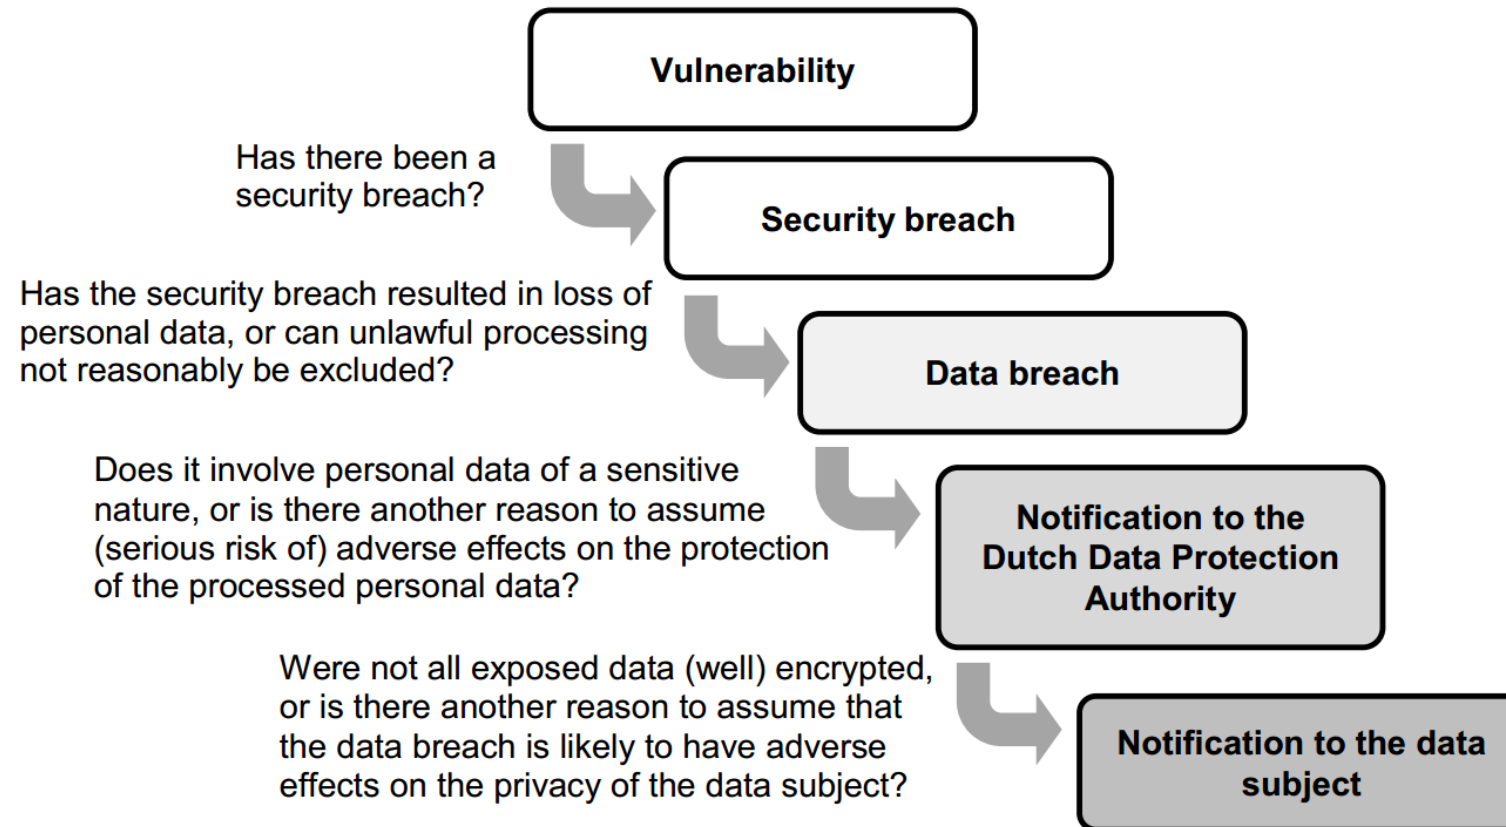 Vulnerability
Has there been a
security breach?
Security breach
Has the security breach resulted in loss of
personal data, or can unlawful processing
not reasonably be excluded?
Data breach
Does it involve personal data of a sensitive
nature, or is there another reason to assume
(serious risk of) adverse effects on the protection
of the processed personal data?
Notification to the
Dutch Data Protection
Authority
Were not all exposed data (well) encrypted,
or is there another reason to assume that
the data breach is likely to have adverse
effects on the privacy of the data subject?
Notification to the data
subject